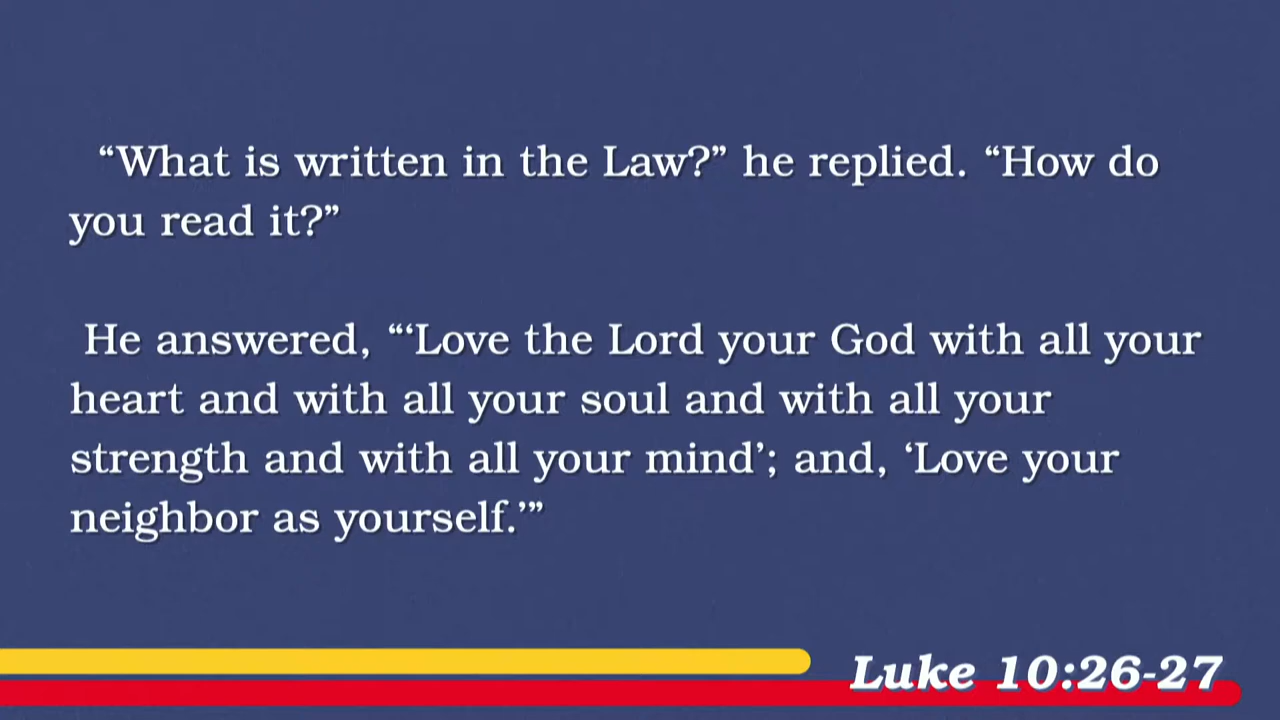 “What is written in the Law?” he replied. “How do
you read it?”
He answered, “‘Love the Lord your God with all your
heart and with all your soul and with all your
strength and with all your mind’; and, ‘Love your
neighbor as yourself.’”
Luke 10:26-27